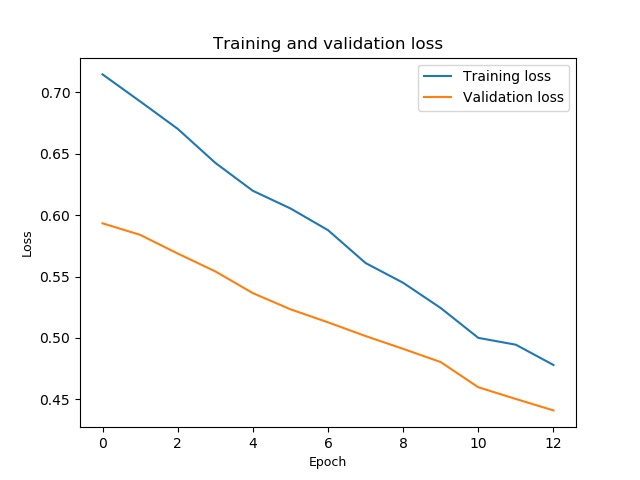 Training and validation loss
Training loss
Validation loss
0.70
0.65
0.60
0.55
0.50
0.45
Loss
0 2 4 6 8 10 12
Epoch